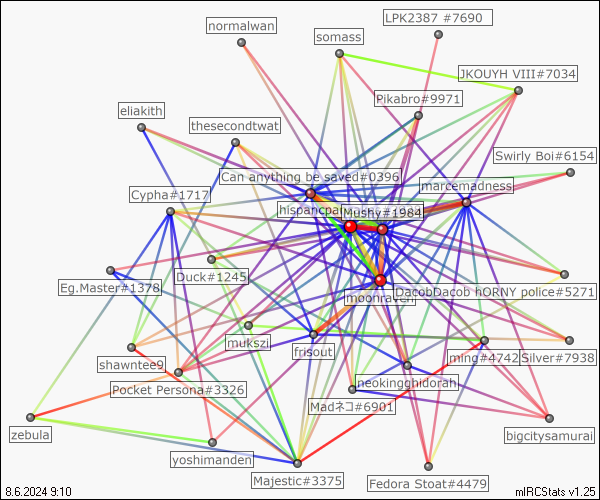 LPK2387 #7690
normalwan
somass
JKOUYH VIII#7034
Pikabro#9971
eliakith
thesecondtwat
Swirly Boi#6154
Can anything be saved#0396
marcemadness
Cypha#1717
Mushy#1984
Duck#1245
DacobDacob hORNY police#5271
Eg.Master#1378
moonraven
mukszi
frisout
jming#4742
Silver#7938
shawntee9
Pocket Persona#3326
neokingghidorah
Madネコ#6901
zebula
bigcitysamurai
yoshimanden
Majestic#3375
Fedora Stoat#4479
8.6.2024 9:10
mIRCStats v1.25